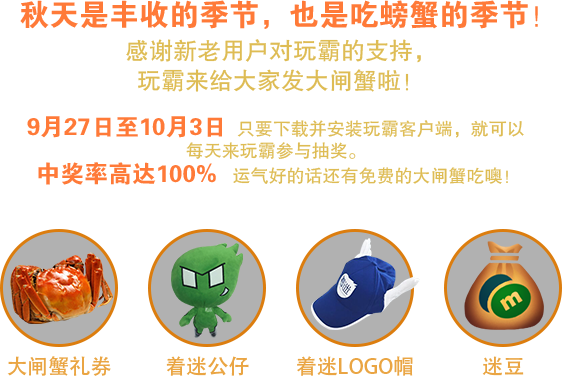 秋天是丰收的季节，也是吃螃蟹的季节！
感谢新老用户对玩霸的支持，
玩霸来给大家发大闸蟹啦！
9月27日至10月3日 只要下载并安装玩霸客户端，就可以
每天来玩霸参与抽奖。
中奖率高达100% 运气好的话还有免费的大闸蟹吃噢！
m
大闸蟹礼券 着迷公仔 着迷LOGO帽 迷豆